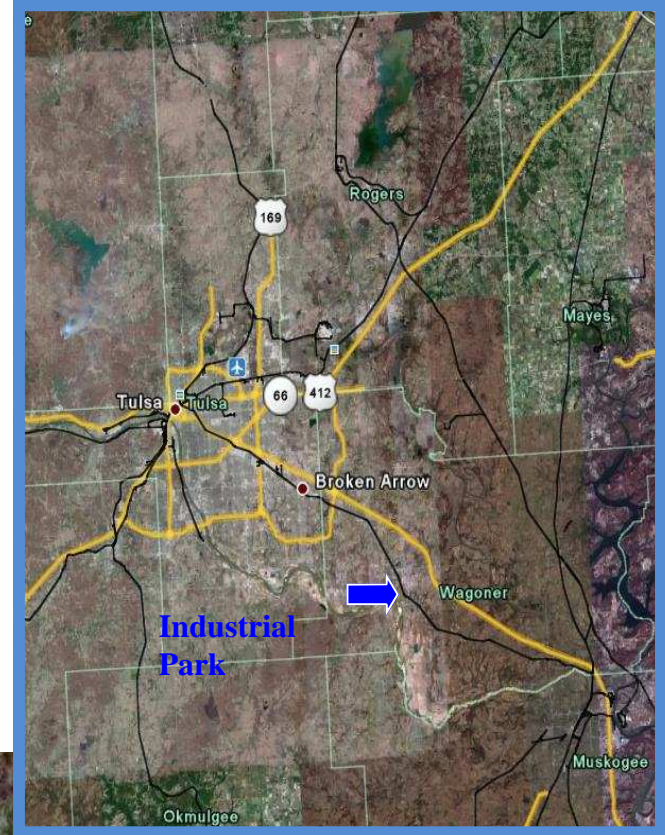 e
Rogers
169
Mayes
66
412
Tulsa
Tulsa
Broken Arrow
Wagoner
Industrial
Park
Muskogee
Okmulgee